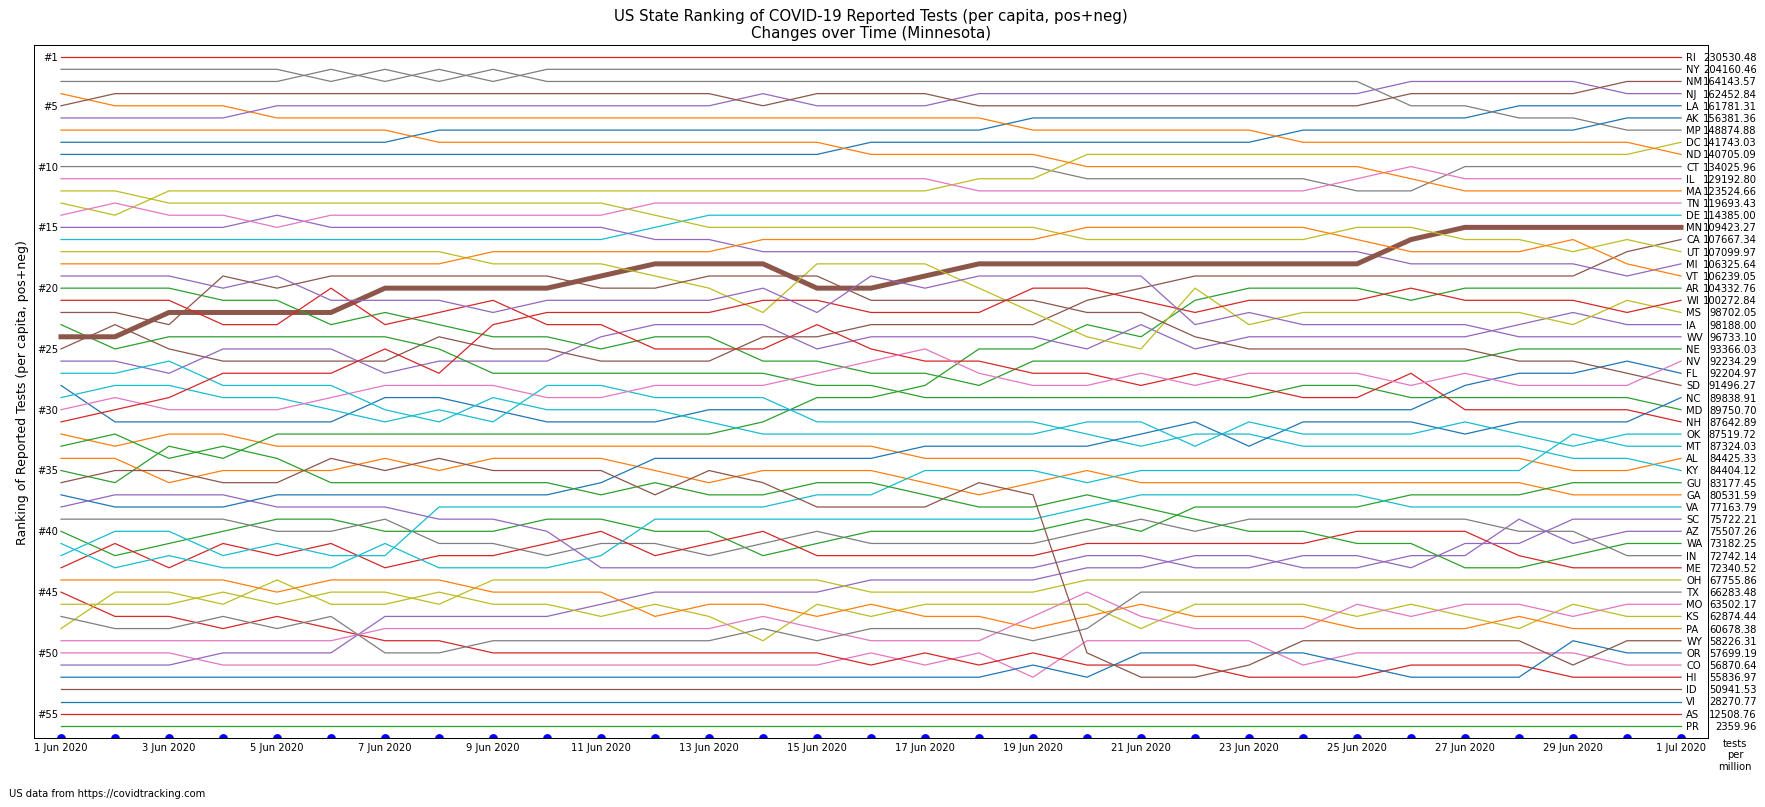 US State Ranking of COVID-19 Reported Tests (per capita, pos+neg)
Changes over Time (Minnesota)
Ranking of Reported Tests (per capita, pos+neg)
#1
#5
#10
#15
#20
#25
#30
#35
#40
#45
#50
#55
RI 230530.48
NY 204160.46
NM 164143.57
NJ 162452.84
LA 161781.31
AK 156381.36
MP 148874.88
DC 141743.03
ND 140705.09
CT 134025.96
IL 129192.80
MA 123524.66
TN 119693.43
DE 114385.00
MN 109423.27
CA 107667.34
UT 107099.97
MI 106325.64
VT 106239.05
AR 104332.76
WI 100272.84
MS 98702.05
IA 98188.00
WV 96733.10
NE 93366.03
NV 92234.29
FL 92204.97
SD 91496.27
NC 89838.91
MD 89750.70
NH 87642.89
OK 87519.72
MT 87324.03
AL 84425.33
KY 84404.12
GU 83177.45
GA 80531.59
VA 77163.79
SC 75722.21
AZ 75507.26
WA 73182.25
IN 72742.14
ME 72340.52
OH 67755.86
TX 66283.48
MO 63502.17
KS 62874.44
PA 60678.38
WY 58226.31
OR 57699.19
CO 56870.64
HI 55836.97
ID 50941.53
VI 28270.77
AS 12508.76
PR 2359.96
1 Jun 2020 3 Jun 2020 5 Jun 2020 7 Jun 2020 9 Jun 2020 11 Jun 2020 13 Jun 2020 15 Jun 2020 17 Jun 2020 19 Jun 2020 21 Jun 2020 23 Jun 2020 25 Jun 2020 27 Jun 2020 29 Jun 2020 1 Jul 2020
tests
per
million
US data from https://covidtracking.com